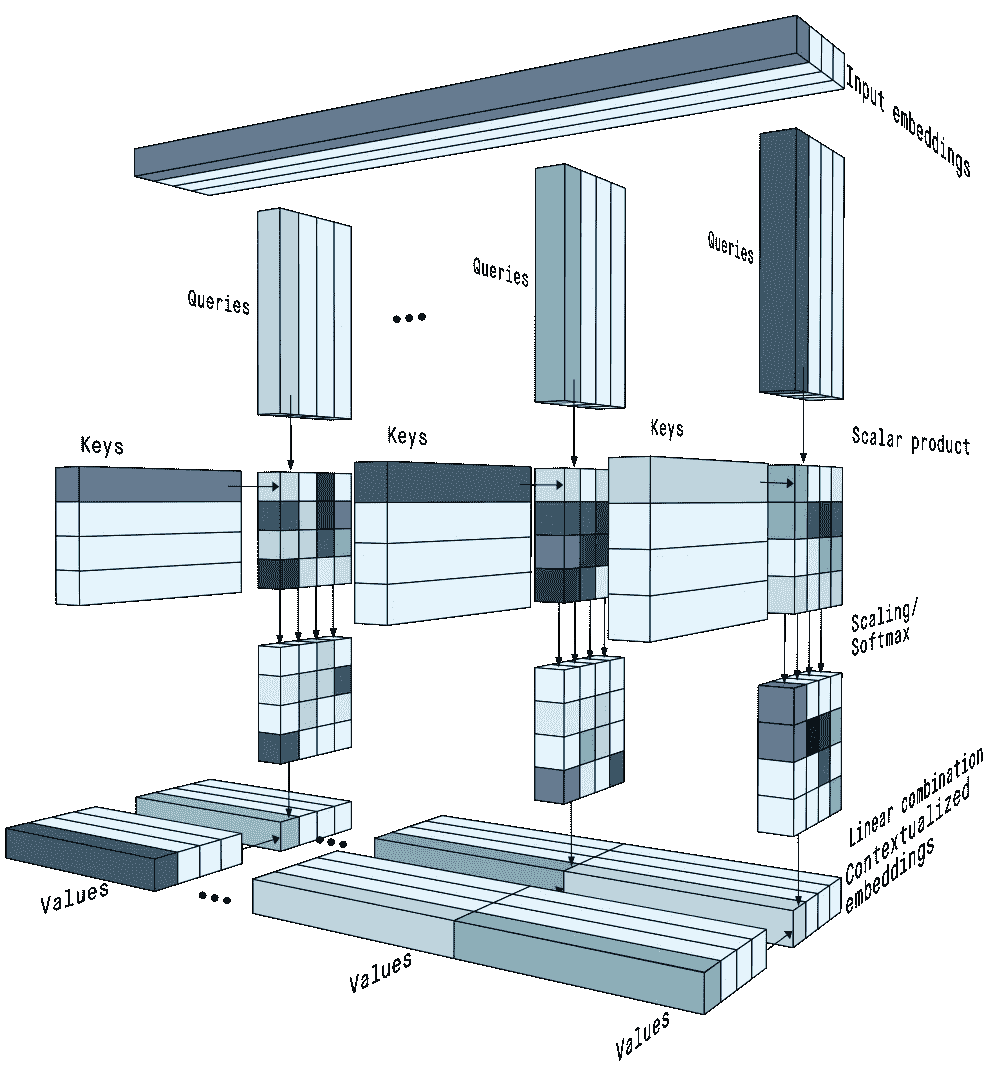 Input embeddings
Queries
Queries
Queries
Keys
Keys
Keys
Scalar product
Scaling/
Softmax
Linear combination
Contextualized
embeddings
Values
Values
Values